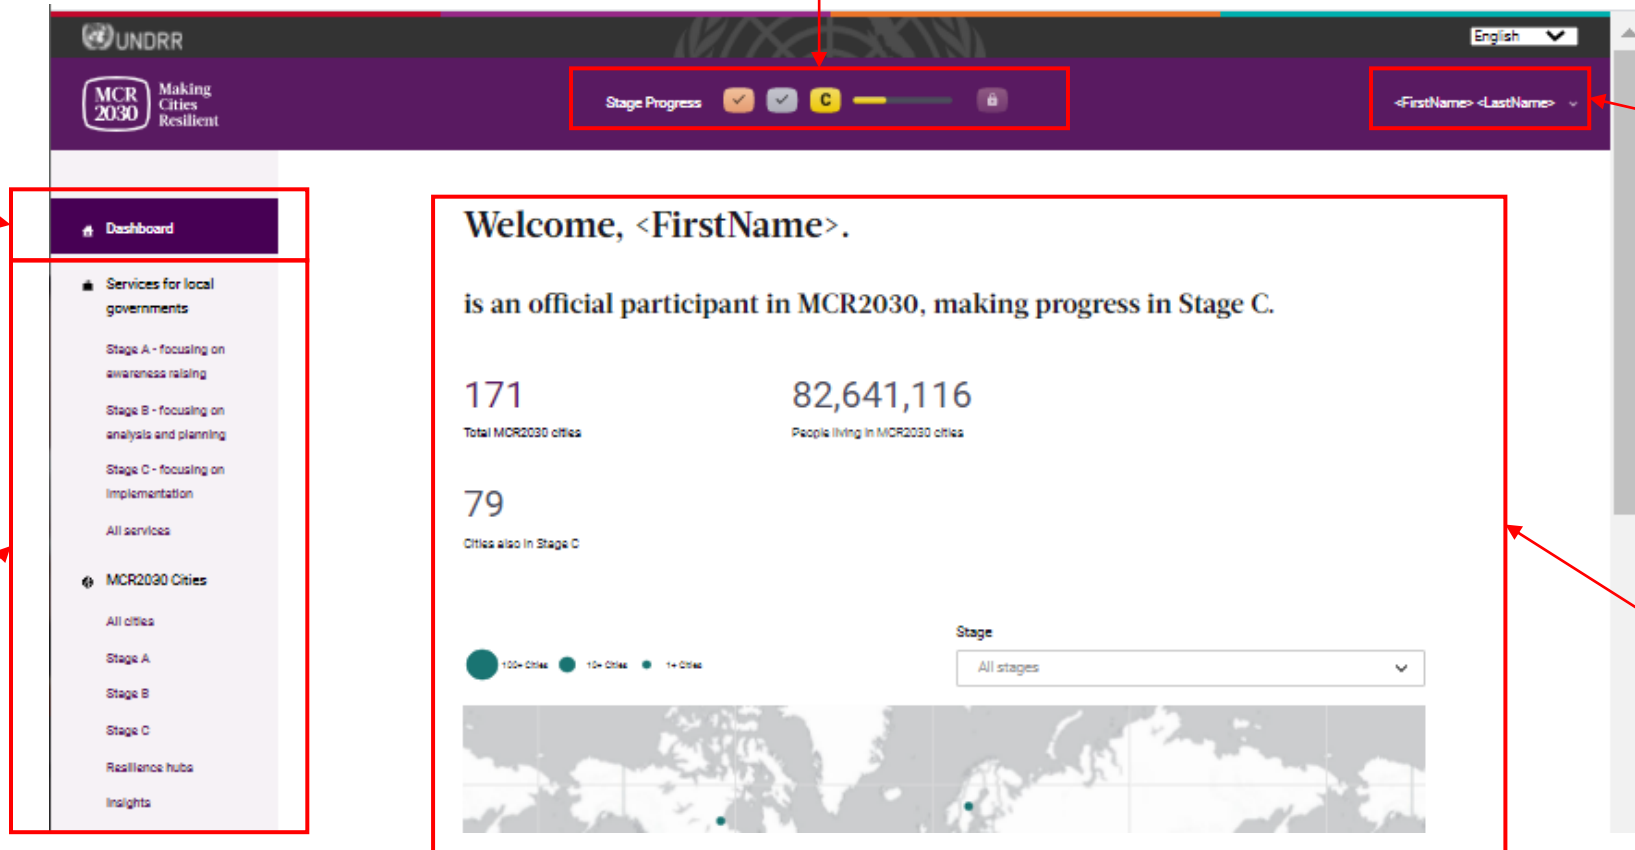 UNDRR
English
MCR
2030
Making
Cities
Resilient
Stage Progress
C
<FirstName> <LastName>
Dashboard
Services for local
governments
Stage A - focusing on
awareness raising
Stage B - focusing on
analysis and planning
Stage C - focusing on
implementation
All services
MCR2030 Cities
All cities
Stage A
Stage B
Stage C
Resilience hubs
Insights
Welcome, <FirstName>.
is an official participant in MCR2030, making progress in Stage C.
171
Total MCR2030 cities
82,641,116
People living in MCR2030 cities
79
Cities also in Stage C
100+ Cities
10+ Cities
1+ Cities
Stage
All stages